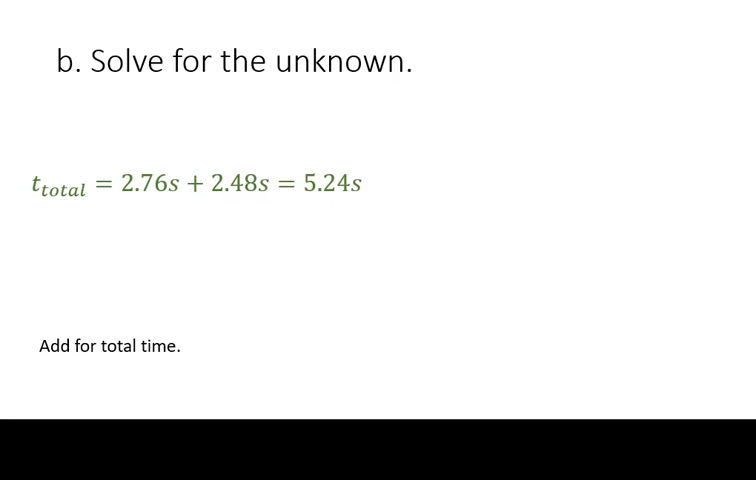 b. Solve for the unknown.
t_total = 2.76s + 2.48s = 5.24s
Add for total time.